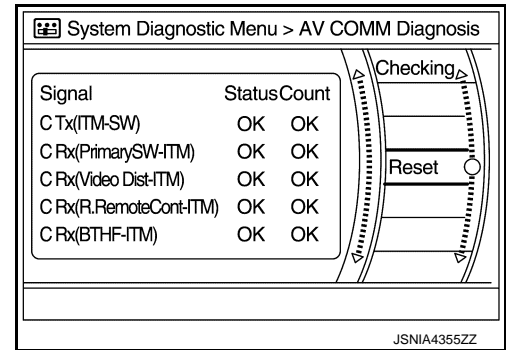 System Diagnostic Menu > AV COMM Diagnosis
Checking
Signal Status Count
C Tx(ITM-SW) OK OK
C Rx(PrimarySW-ITM) OK OK
C Rx(Video Dist-ITM) OK OK
C Rx(R.RemoteCont-ITM) OK OK
C Rx(BTHF-ITM) OK OK
Reset
JSNIA4355ZZ